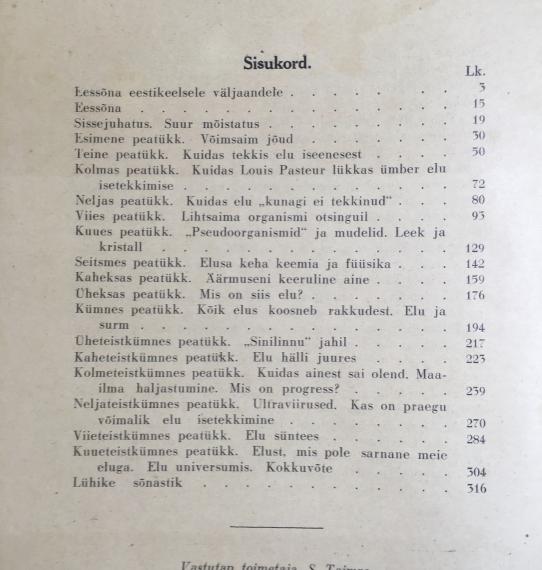 Sisukord.
Lk.
Eessõna eestikeelsele väljaandele . . . . . . . 3
Eessõna . . . . . . . . . . . . . . 15
Sissejuhatus. Suur mõistatus . . . . . . . . 19
Esimene peatükk. Võimsaim jõud . . . . . . 30
Teine peatükk. Kuidas tekkis elu iseenesest . . . . 50
Kolmas peatükk. Kuidas Louis Pasteur lükkas ümber elu
isetekkimise . . . . . . . . . . . 72
Neljas peatükk. Kuidas elu „kunagi ei tekkinud" . . . 80
Viies peatükk. Lihtsaima organismi otsinguil . . . . 93
Kuues peatükk. „Pseudoorganismid" ja mudelid. Leek ja
kristall . . . . . . . . . . . . 129
Seitsmes peatükk. Elusa keha keemia ja füüsika . . . 142
Kaheksas peatükk. Äärmuseni keeruline aine . . . . 159
Üheksas peatükk. Mis on siis elu? . . . . . . 176
Kümnes peatükk. Kõik elus koosneb rakkudest. Elu ja
surm . . . . . . . . . . . . . 194
Üheteistkümnes peatükk. „Sinilinnu" jahil . . . . 217
Kaheteistkümnes peatükk. Elu hälli juures . . . . 223
Kolmeteistkümnes peatükk. Kuidas ainest sai olend. Maa-
ilma haljastumine. Mis on progress? . . . . . 239
Neljateistkümnes peatükk. Ultraviirused. Kas on praegu
võimalik elu isetekkimine . . . . . . . 270
Viieteistkümnes peatükk. Elu süntees . . . . . 284
Kuueteistkümnes peatükk. Elust, mis pole sarnane meie
eluga. Elu universumis. Kokkuvõte . . . . . 304
Lühike sõnastik . . . . . . . . . . . 316
Vastutav toimetaja S.